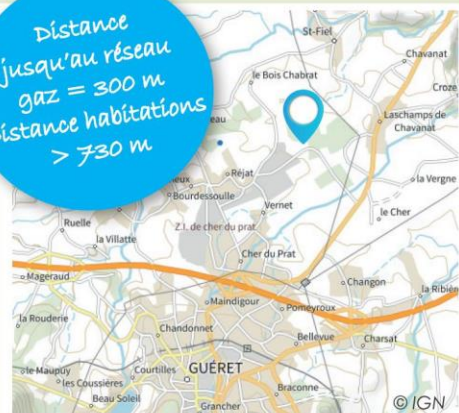 Distance
jusqu'au réseau
gaz = 300 m
> 730 m
St-Fiel
Chavanat
le Bois Chabrat
Croze
Laschamps de
Chavanat
Réjat
la Vergne
Bourdessoulle
Vernet
le Cher
Ruelle
Z.I. de cher du prat
la Villatte
Cher du Prat
Mageraud
Changon
la Ribière
Maindigour
Pomeyroux
la Rouderie
Chandonnet
Bellevue
Charsat
le Maupuy
Courtilles
GUÉRET
les Coussières
Braconne
Beau Soleil
Grancher
© IGN